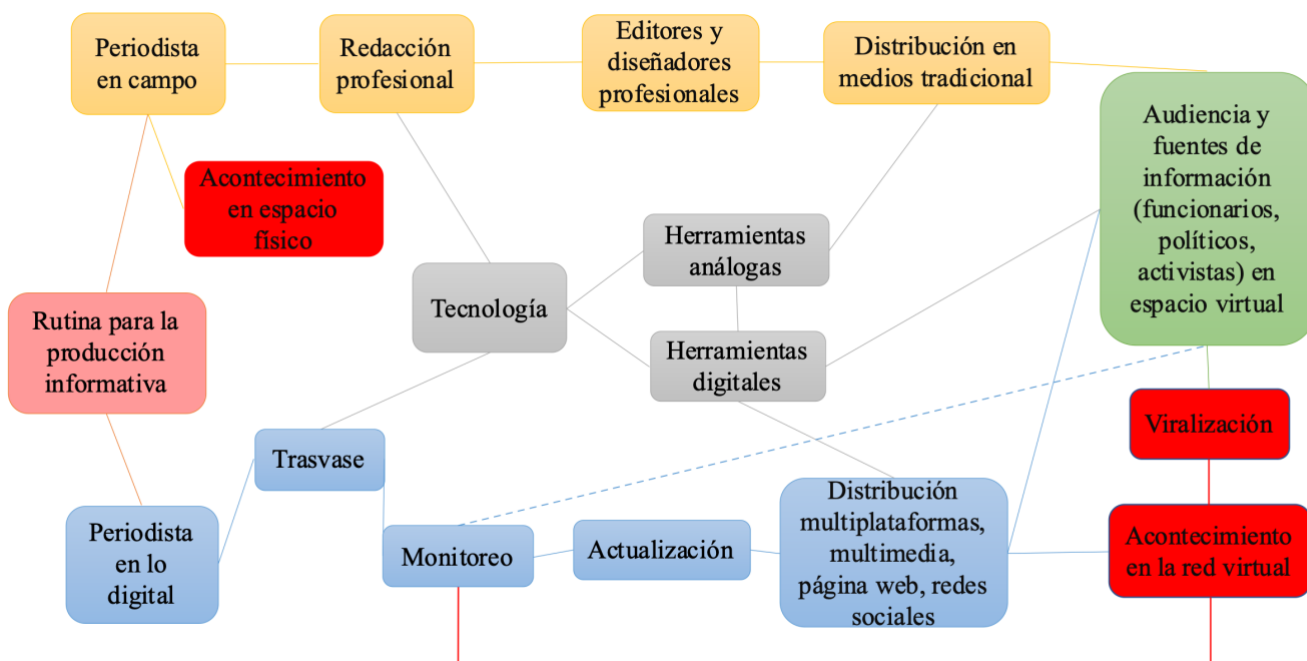 Periodista
en campo
Redacción
profesional
Editores y
diseñadores
profesionales
Distribución en
medios tradicional
Audiencia y
fuentes de
información
(funcionarios,
políticos,
activistas) en
espacio virtual
Acontecimiento
en espacio
físico
Herramientas
análogas
Tecnología
Herramientas
digitales
Rutina para la
producción
informativa
Viralización
Trasvase
Periodista
en lo
digital
Monitoreo
Actualización
Distribución
multiplataformas,
multimedia,
página web, redes
sociales
Acontecimiento
en la red virtual